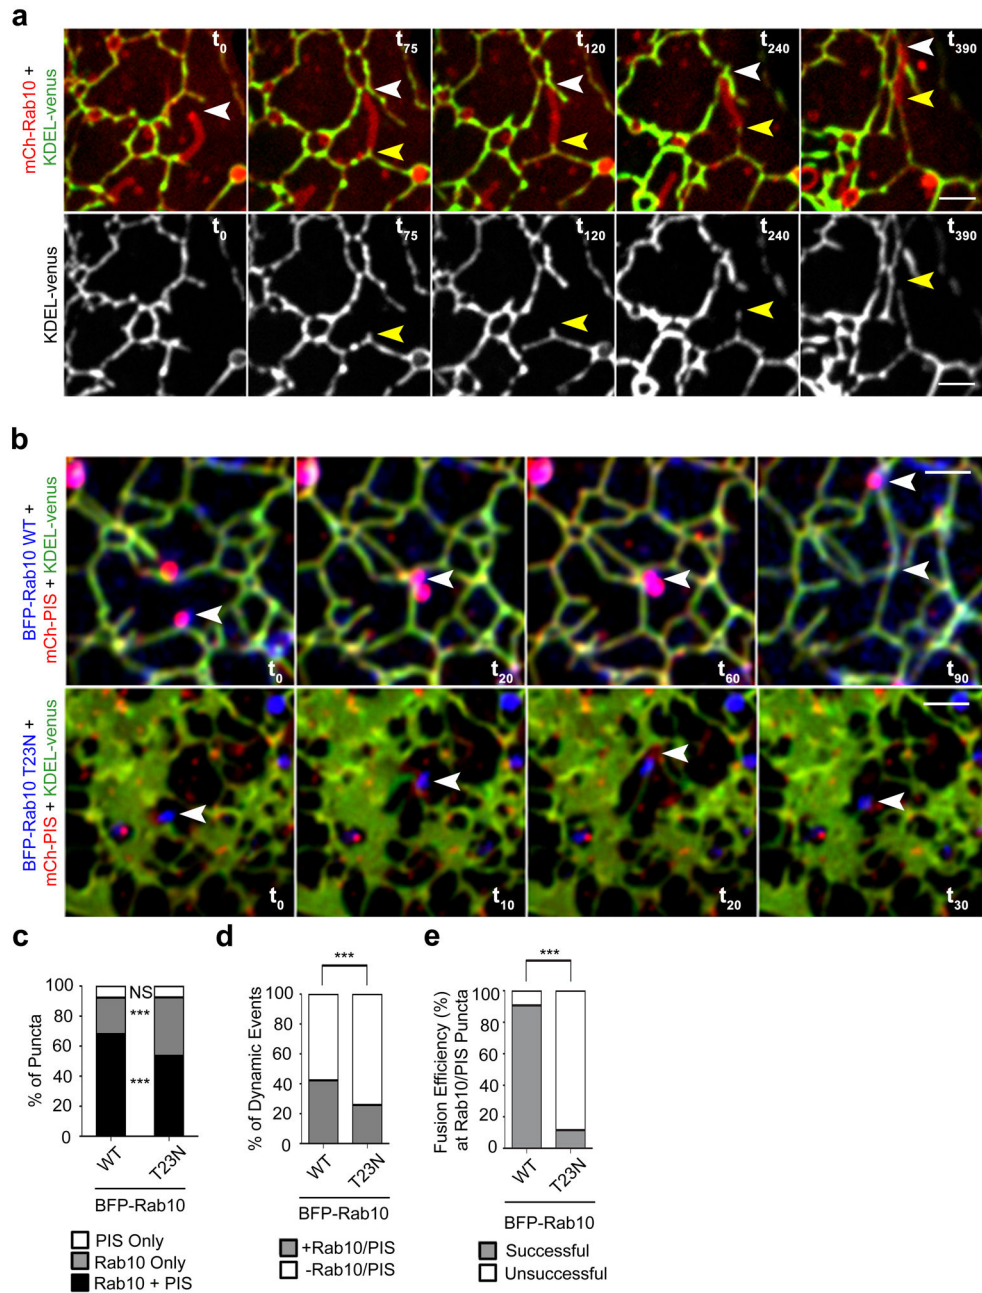 a
mCh-Rab10 +
KDEL-venus
t0
t75
t120
t240
t390
KDEL-venus
t0
t75
t120
t240
t390
b
BFP-Rab10 WT +
mCh-PIS + KDEL-venus
t0
t20
t60
t90
BFP-Rab10 T23N +
mCh-PIS + KDEL-venus
t0
t10
t20
t30
c
% of Puncta
100
80
60
40
20
0
NS
***
***
WT
T23N
BFP-Rab10
PIS Only
Rab10 Only
Rab10 + PIS
d
***
% of Dynamic Events
100
80
60
40
20
0
WT
T23N
BFP-Rab10
+Rab10/PIS
-Rab10/PIS
e
***
Fusion Efficiency (%)
at Rab10/PIS Puncta
100
80
60
40
20
0
WT
T23N
BFP-Rab10
Successful
Unsuccessful